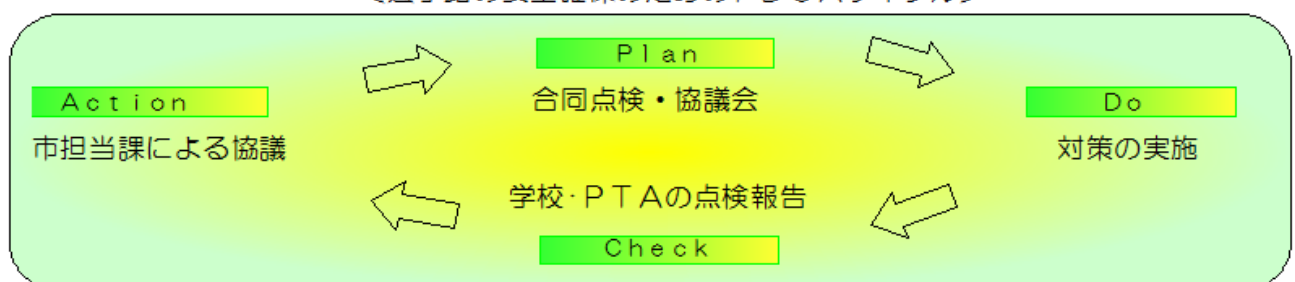 Plan
合同点検・協議会
Action
市担当課による協議
Do
対策の実施
学校･ＰＴＡの点検報告
Check